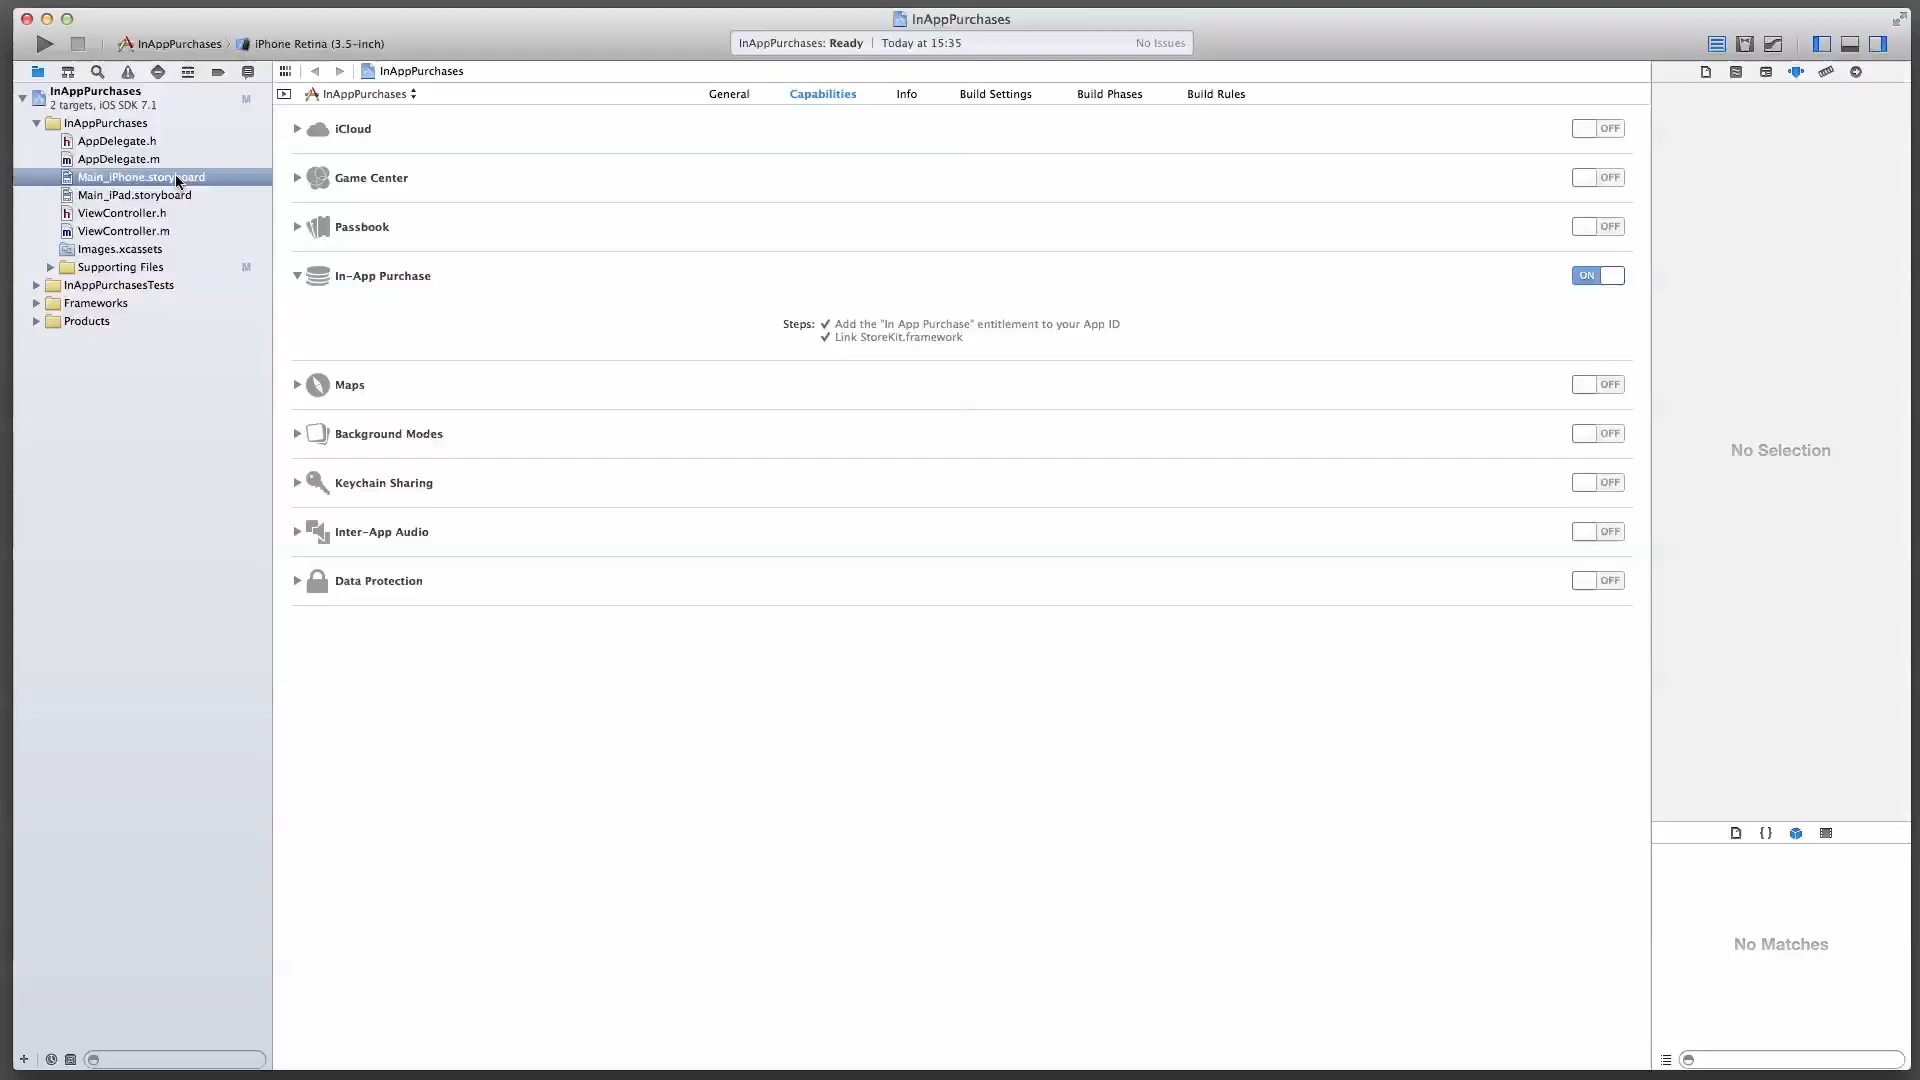 InAppPurchases
InAppPurchases
iPhone Retina (3.5-inch)
InAppPurchases: Ready
Today at 15:35
No Issues
InAppPurchases
InAppPurchases
2 targets, iOS SDK 7.1
M
InAppPurchases
AppDelegate.h
AppDelegate.m
Main_iPhone.storyboard
Main_iPad.storyboard
ViewController.h
ViewController.m
Images.xcassets
Supporting Files
M
InAppPurchasesTests
Frameworks
Products
InAppPurchases
General
Capabilities
Info
Build Settings
Build Phases
Build Rules
iCloud
OFF
Game Center
OFF
Passbook
OFF
In-App Purchase
ON
Steps: ✓ Add the "In App Purchase" entitlement to your App ID
✓ Link StoreKit.framework
Maps
OFF
Background Modes
OFF
Keychain Sharing
OFF
Inter-App Audio
OFF
Data Protection
OFF
No Selection
No Matches